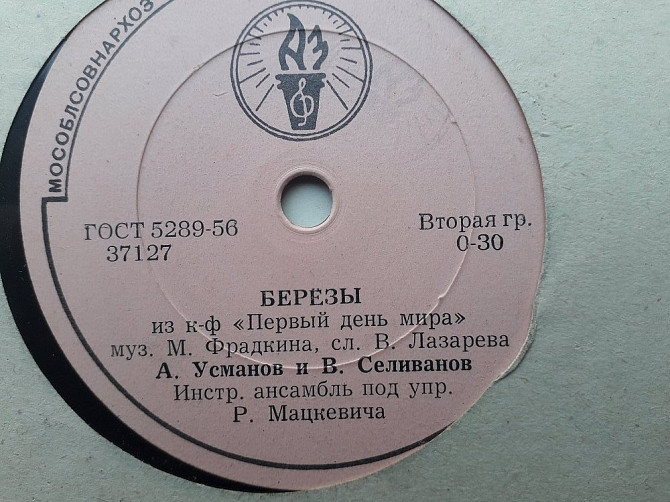 МОСОБЛСОВНАРХОЗ
АЗ
ГОСТ 5289-56
37127
Вторая гр.
0-30
БЕРЁЗЫ
из к-ф «Первый день мира»
муз. М. Фрадкина, сл. В. Лазарева
А. Усманов и В. Селиванов
Инстр. ансамбль под упр.
Р. Мацкевича